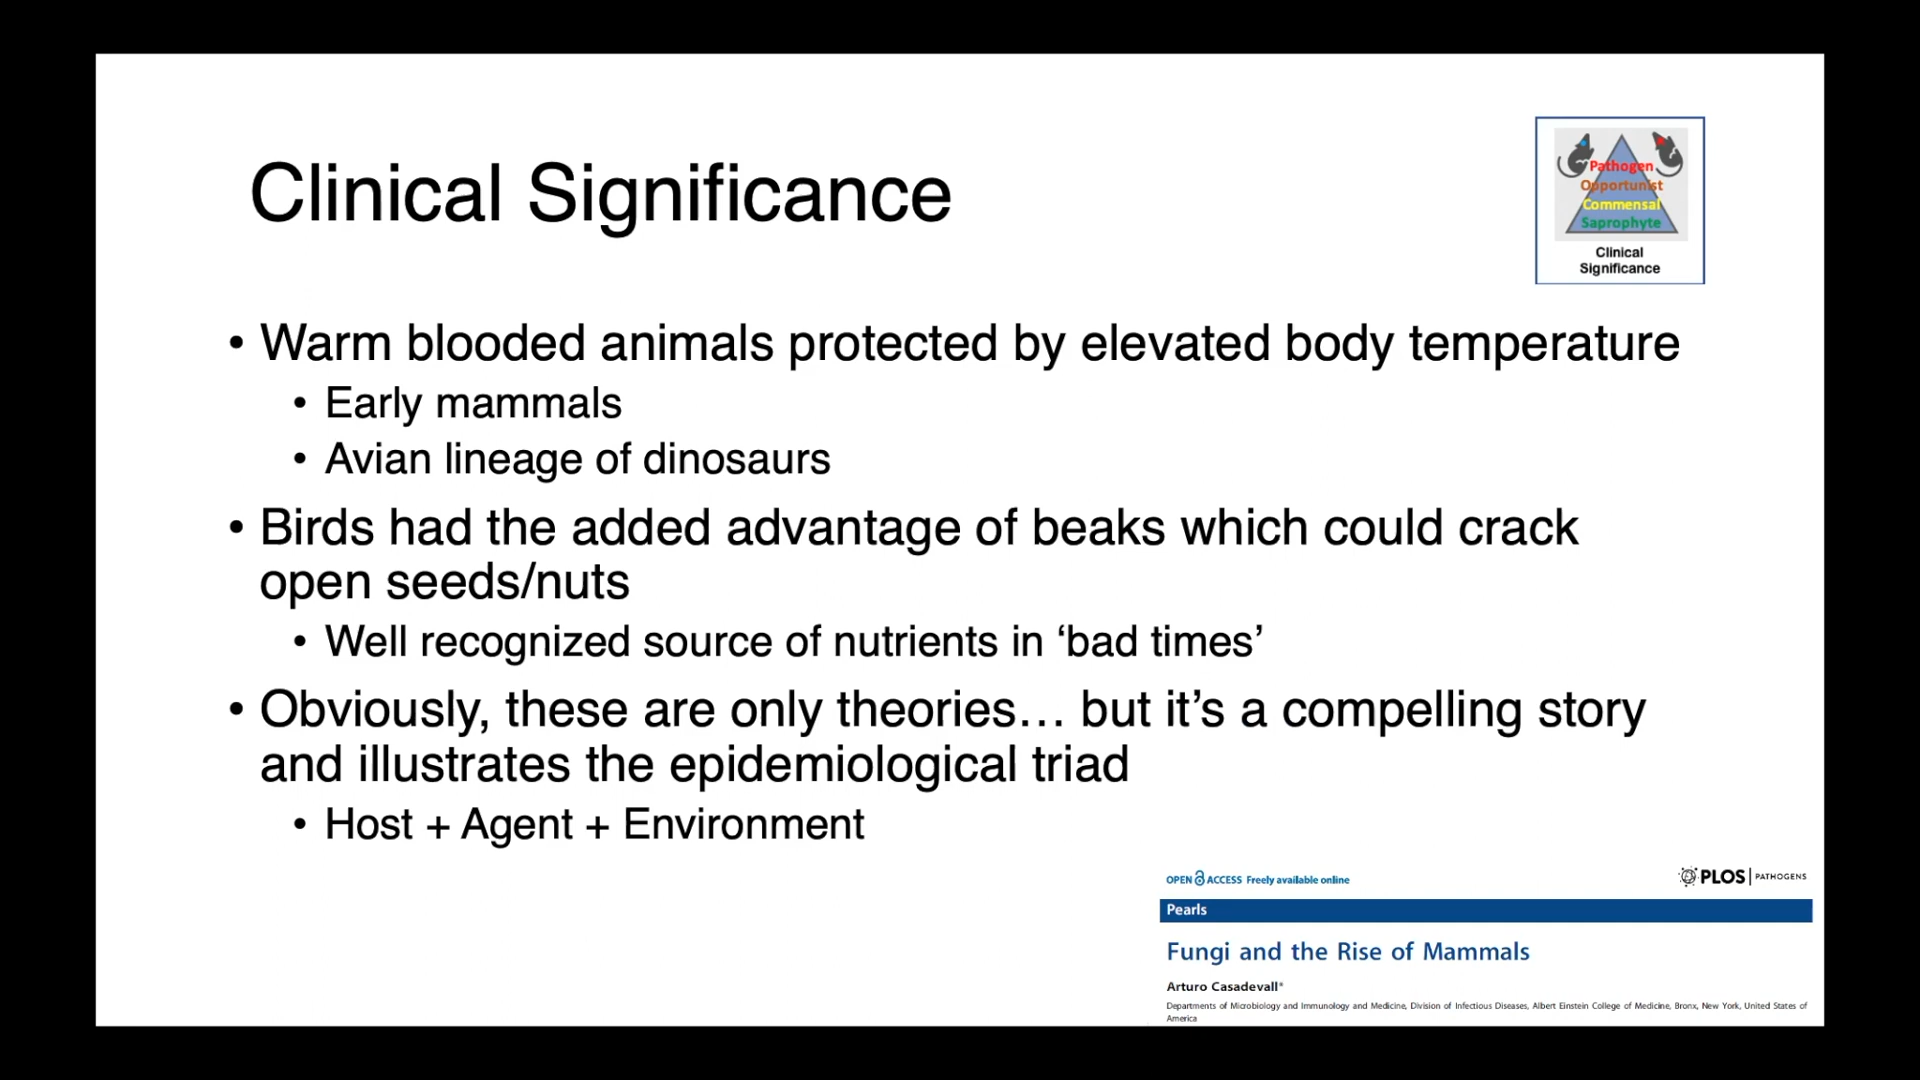 Clinical Significance
Pathogen
Opportunist
Commensal
Saprophyte
Clinical
Significance
• Warm blooded animals protected by elevated body temperature
• Early mammals
• Avian lineage of dinosaurs
• Birds had the added advantage of beaks which could crack
open seeds/nuts
• Well recognized source of nutrients in ‘bad times’
• Obviously, these are only theories… but it’s a compelling story
and illustrates the epidemiological triad
• Host + Agent + Environment
OPEN ACCESS Freely available online
PLOS | PATHOGENS
Pearls
Fungi and the Rise of Mammals
Arturo Casadevall*
Departments of Microbiology and Immunology and Medicine, Division of Infectious Diseases, Albert Einstein College of Medicine, Bronx, New York, United States of
America